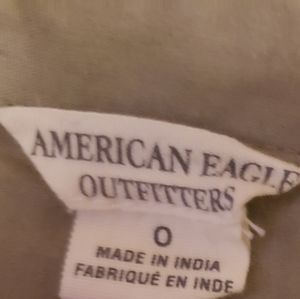 AMERICAN EAGLE
OUTFITTERS
0
MADE IN INDIA
FABRIQUÉ EN INDE